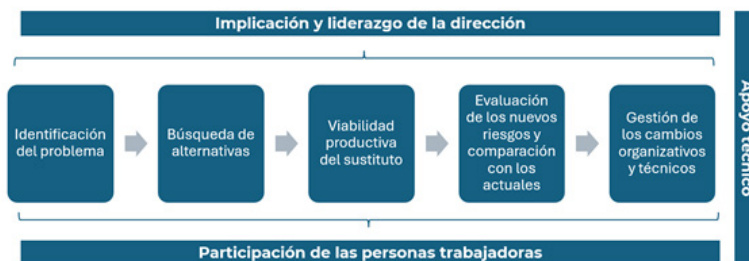 Implicación y liderazgo de la dirección
Identificación
del problema
Búsqueda de
alternativas
Viabilidad
productiva
del sustituto
Evaluación
de los nuevos
riesgos y
comparación
con los
actuales
Gestión de
los cambios
organizativos
y técnicos
Participación de las personas trabajadoras
Apoyo técnico